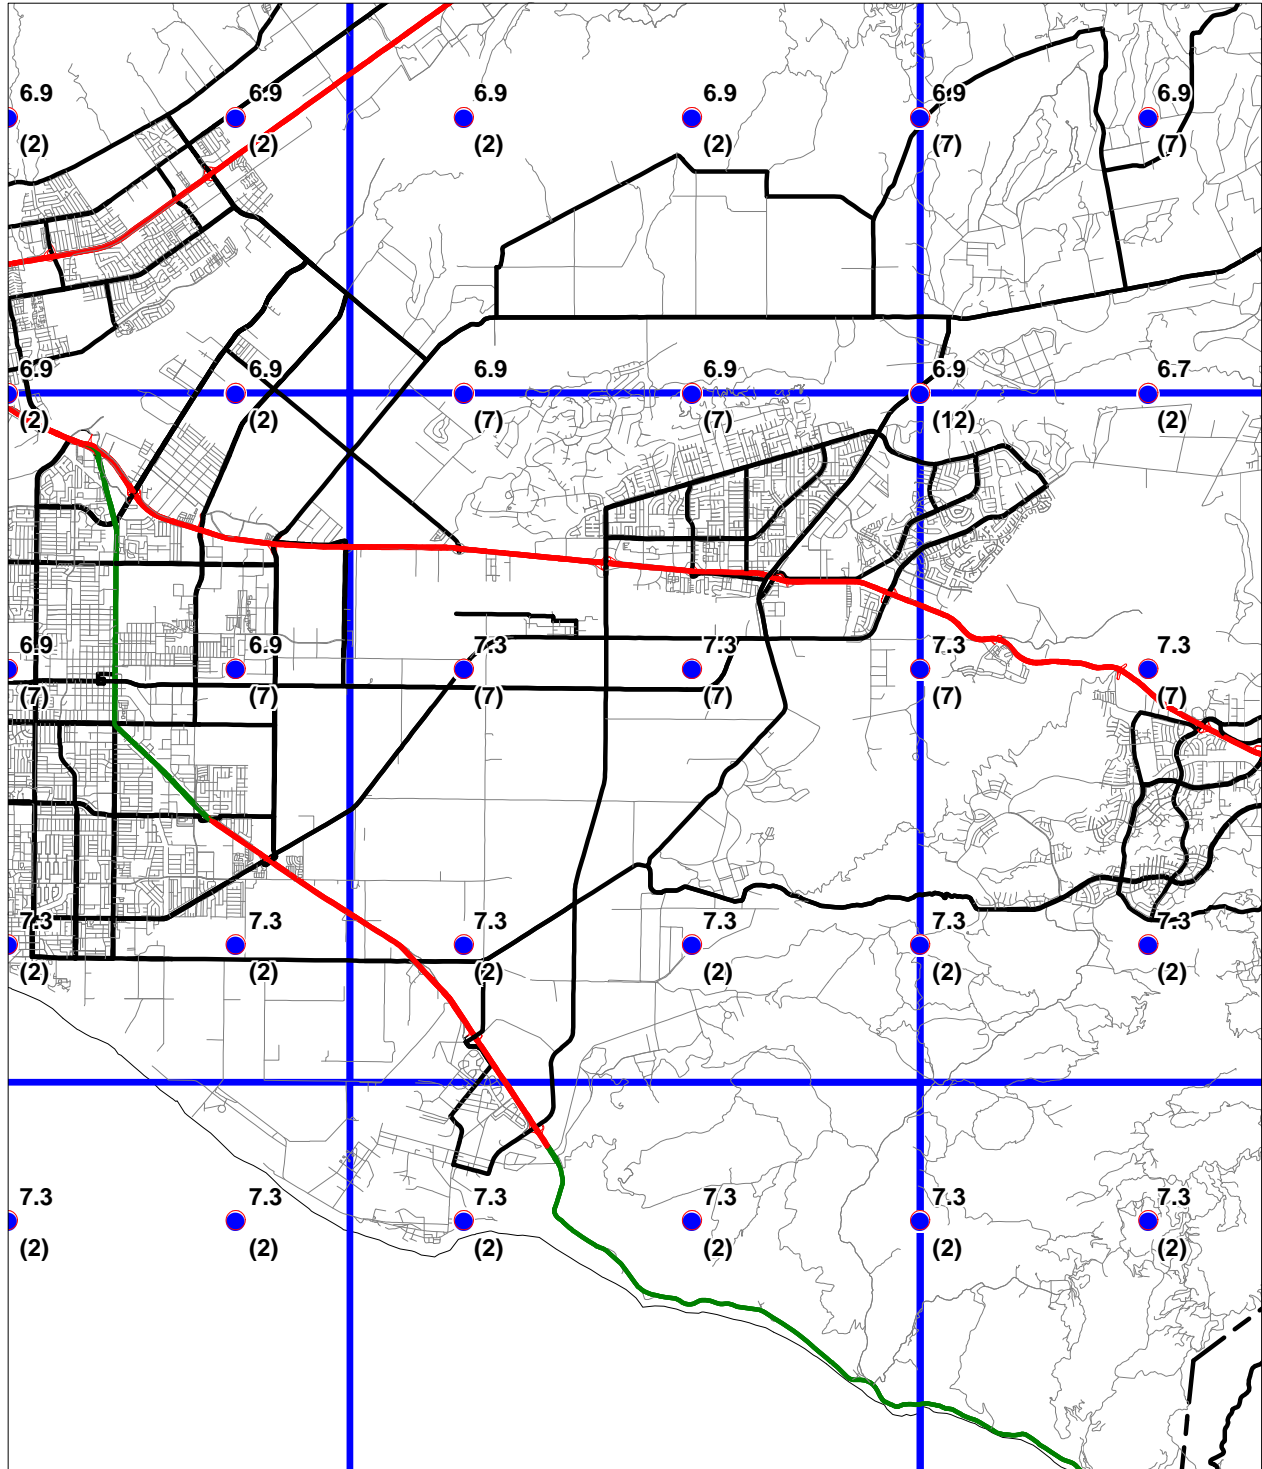 6.9 6.9 6.9 6.9 6.9 6.9
(2) (2) (2) (2) (7) (7)
6.9 6.9 6.9 6.9 6.9 6.7
(2) (2) (7) (7) (12) (2)
6.9 6.9 7.3 7.3 7.3 7.3
(7) (7) (7) (7) (7) (7)
7.3 7.3 7.3 7.3 7.3 7.3
(2) (2) (2) (2) (2) (2)
7.3 7.3 7.3 7.3 7.3 7.3
(2) (2) (2) (2) (2) (2)